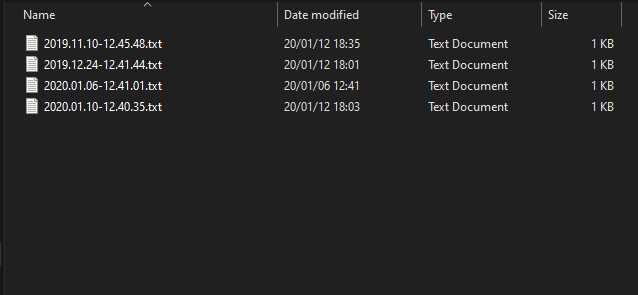 Name Date modified Type Size
2019.11.10-12.45.48.txt 20/01/12 18:35 Text Document 1 KB
2019.12.24-12.41.44.txt 20/01/12 18:01 Text Document 1 KB
2020.01.06-12.41.01.txt 20/01/06 12:41 Text Document 1 KB
2020.01.10-12.40.35.txt 20/01/12 18:03 Text Document 1 KB